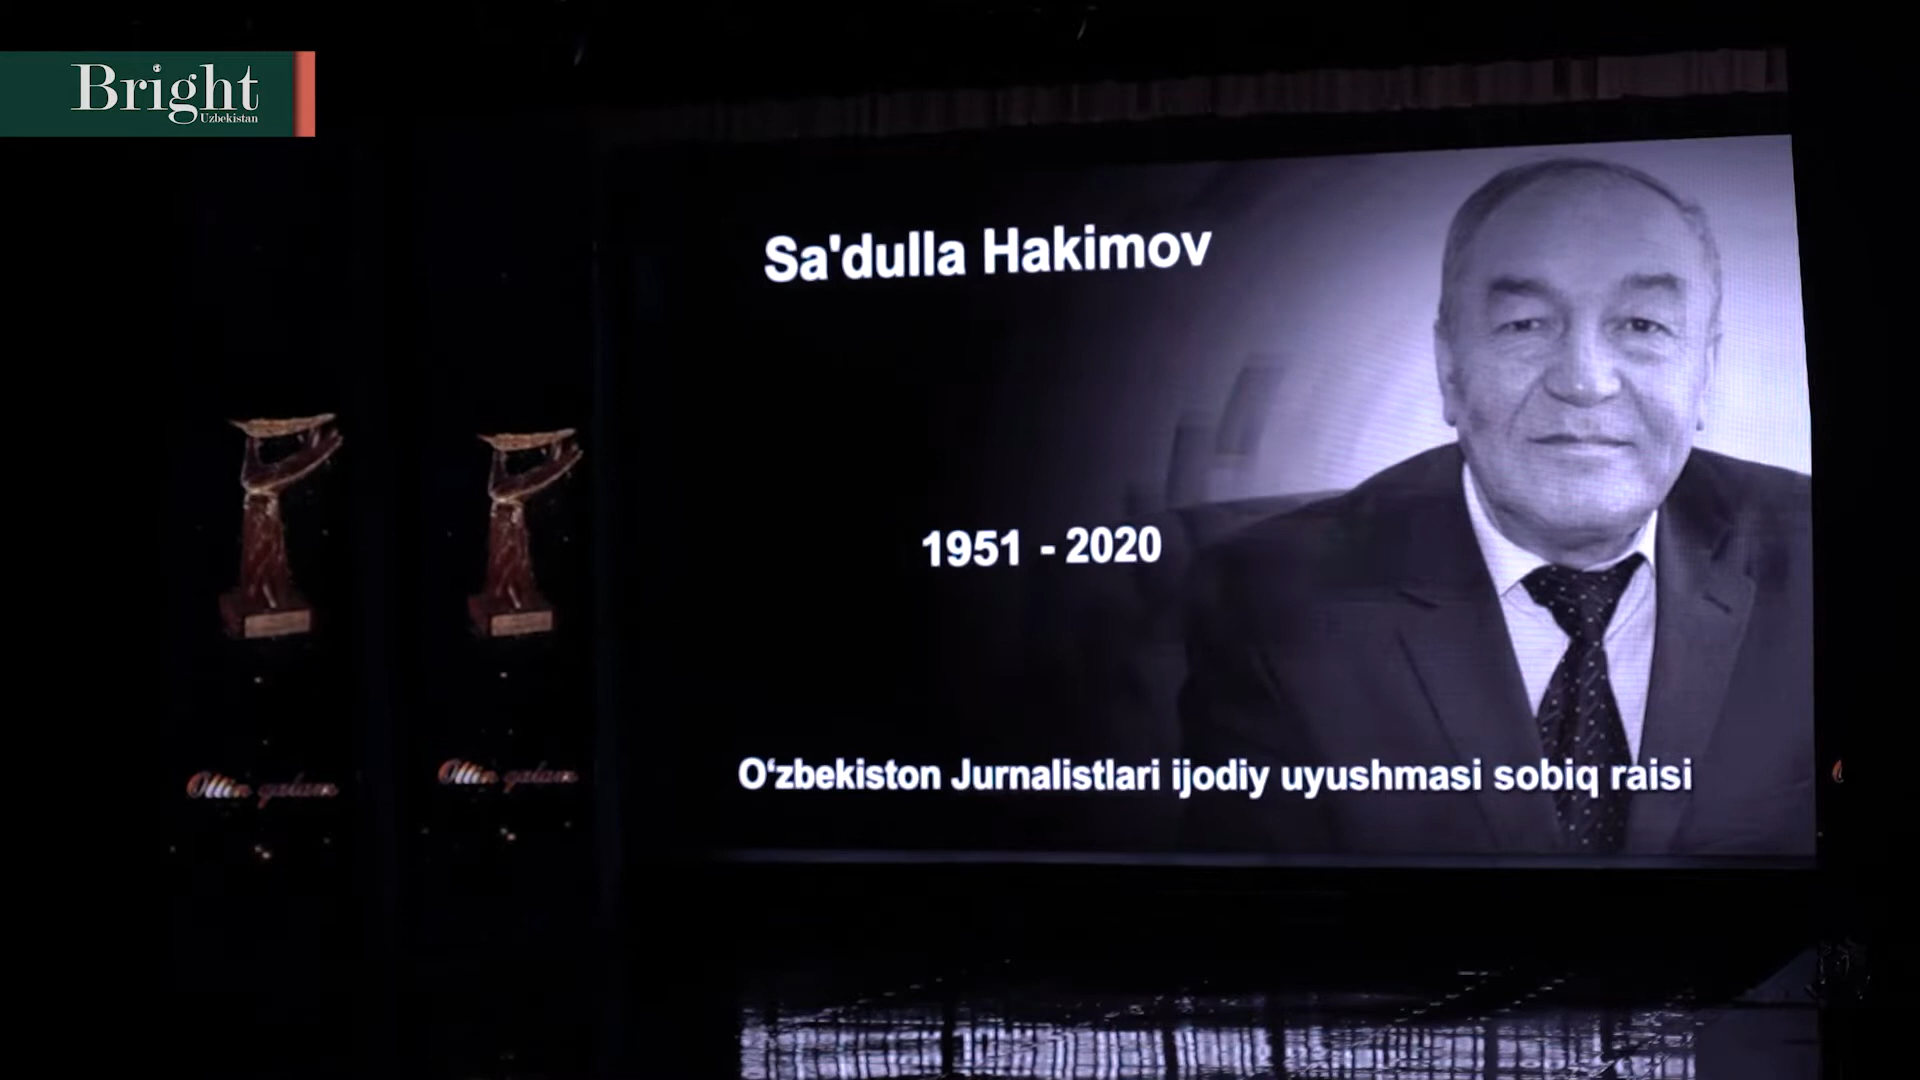 Bright
Uzbekistan
Sa'dulla Hakimov
1951 - 2020
Oltin qalam
Oltin qalam
O‘zbekiston Jurnalistlari ijodiy uyushmasi sobiq raisi